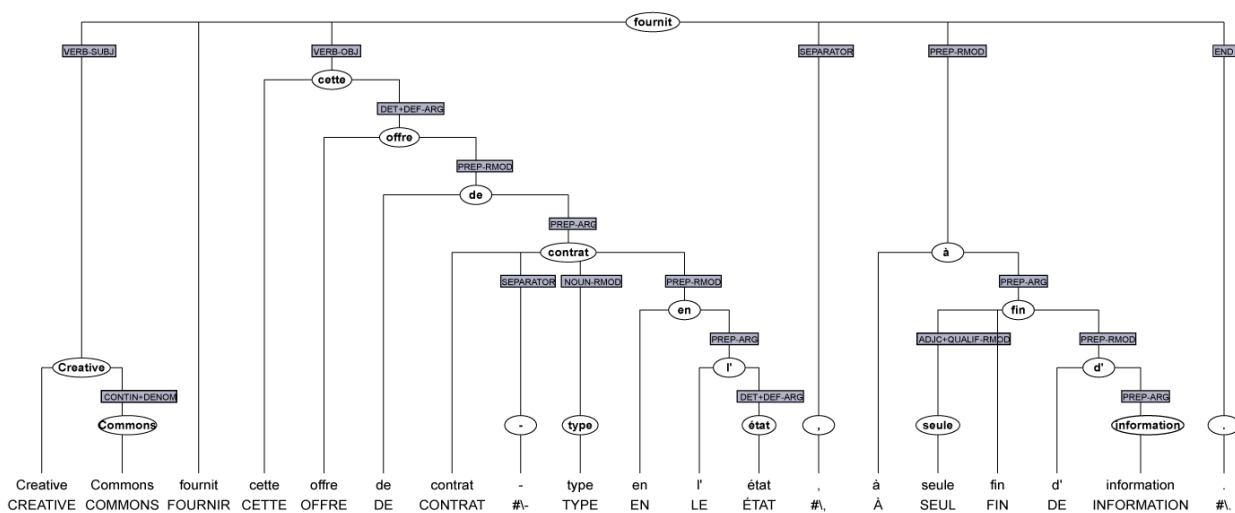 fournit
VERB-SUBJ VERB-OBJ SEPARATOR PREP-RMOD END
cette
DET+DEF-ARG
offre
PREP-RMOD
de
PREP-ARG
contrat à
SEPARATOR NOUN-RMOD PREP-RMOD PREP-ARG
en fin
PREP-ARG ADJC+QUALIF-RMOD PREP-RMOD
Creative l' d'
CONTIN+DENOM DET+DEF-ARG PREP-ARG
Commons - type état , seule information .
Creative Commons fournit cette offre de contrat - type en l' état , à seule fin d' information .
CREATIVE COMMONS FOURNIR CETTE OFFRE DE CONTRAT #\- TYPE EN LE ÉTAT #\, À SEUL FIN DE INFORMATION #\.